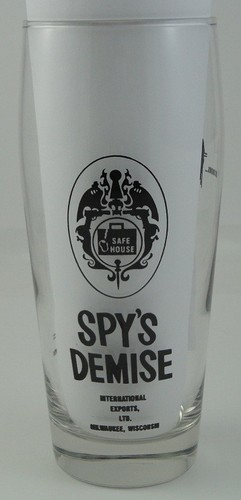 SAFE
HOUSE
SPY'S
DEMISE
INTERNATIONAL
EXPORTS,
LTD.
MILWAUKEE, WISCONSIN